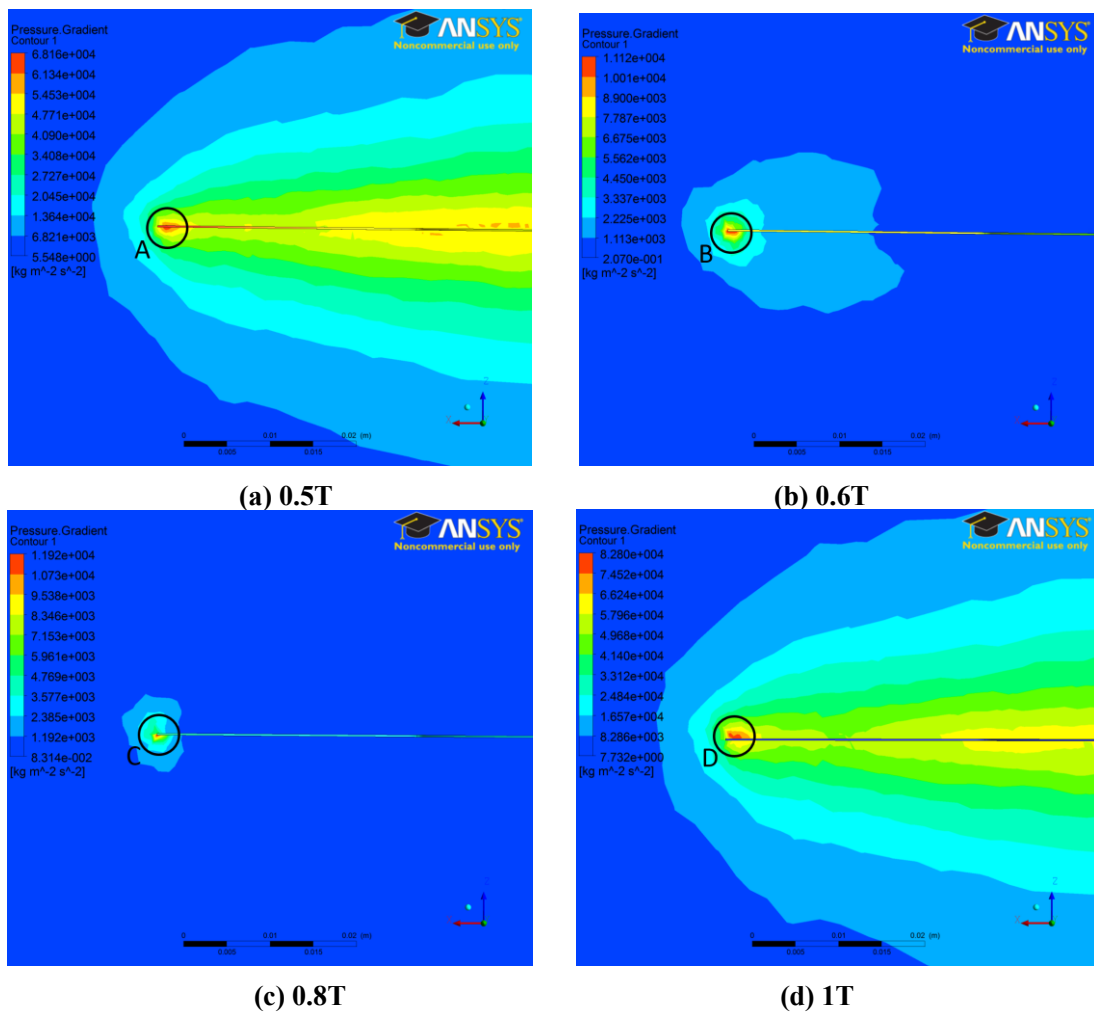 Pressure.Gradient
Contour 1
6.816e+004
6.134e+004
5.453e+004
4.771e+004
4.090e+004
3.408e+004
2.727e+004
2.045e+004
1.364e+004
6.821e+003
5.548e+000
[kg m^-2 s^-2]
ANSYS
Noncommercial use only
A
Z
X
0 0.01 0.02 (m)
0.005 0.015
(a) 0.5T
Pressure.Gradient
Contour 1
1.112e+004
1.001e+004
8.900e+003
7.787e+003
6.675e+003
5.562e+003
4.450e+003
3.337e+003
2.225e+003
1.113e+003
2.070e-001
[kg m^-2 s^-2]
ANSYS
Noncommercial use only
B
Z
X
0 0.01 0.02 (m)
0.005 0.015
(b) 0.6T
Pressure.Gradient
Contour 1
1.192e+004
1.073e+004
9.538e+003
8.346e+003
7.153e+003
5.961e+003
4.769e+003
3.577e+003
2.385e+003
1.192e+003
8.314e-002
[kg m^-2 s^-2]
ANSYS
Noncommercial use only
C
Z
X
0 0.01 0.02 (m)
0.005 0.015
(c) 0.8T
Pressure.Gradient
Contour 1
8.280e+004
7.452e+004
6.624e+004
5.796e+004
4.968e+004
4.140e+004
3.312e+004
2.484e+004
1.657e+004
8.286e+003
7.732e+000
[kg m^-2 s^-2]
ANSYS
Noncommercial use only
D
Z
X
0 0.01 0.02 (m)
0.005 0.015
(d) 1T